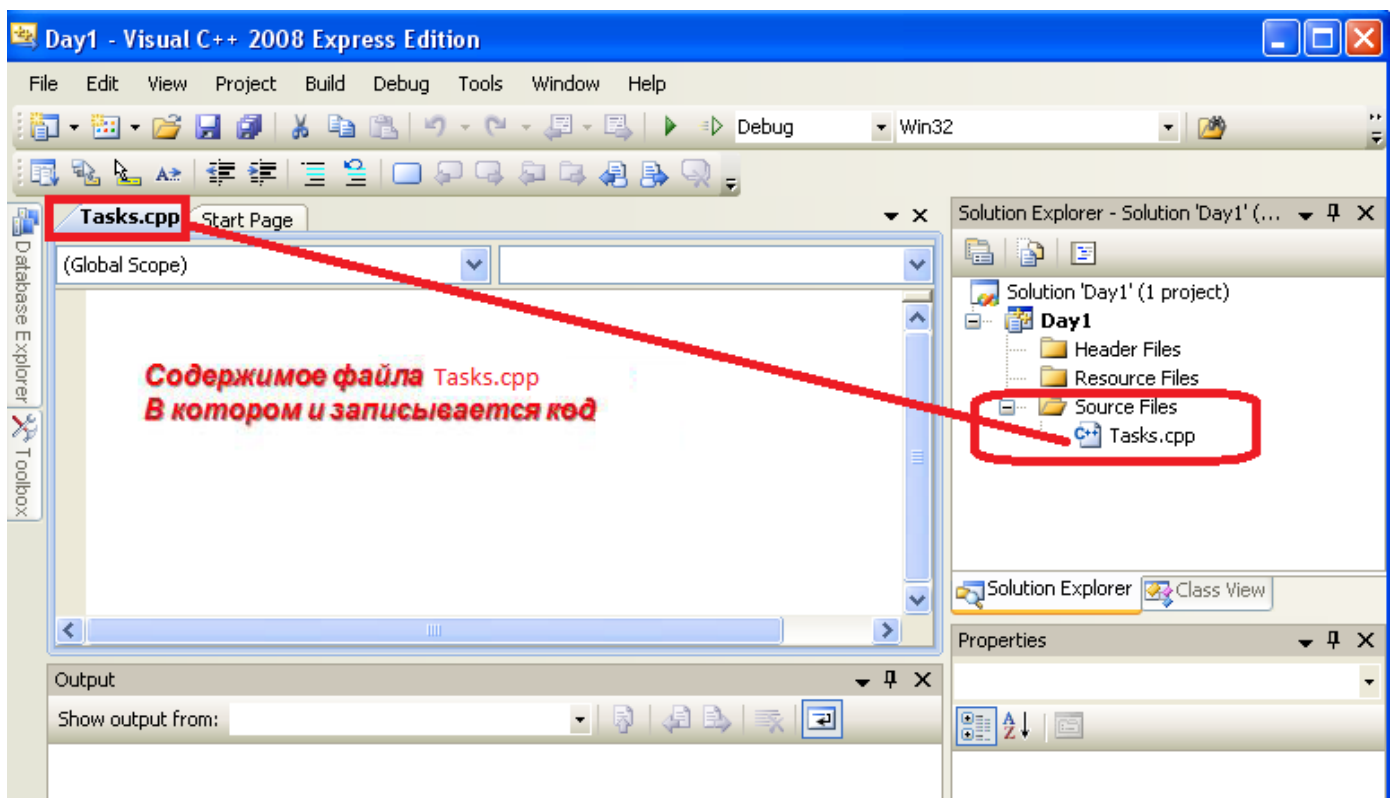 Day1 - Visual C++ 2008 Express Edition
File Edit View Project Build Debug Tools Window Help
Debug Win32
Tasks.cpp Start Page
Solution Explorer - Solution 'Day1' (...
Database Explorer
Toolbox
(Global Scope)
Solution 'Day1' (1 project)
Day1
Header Files
Resource Files
Source Files
Tasks.cpp
Содержимое файла Tasks.cpp
В котором и записывается код
Solution Explorer Class View
Properties
Output
Show output from: